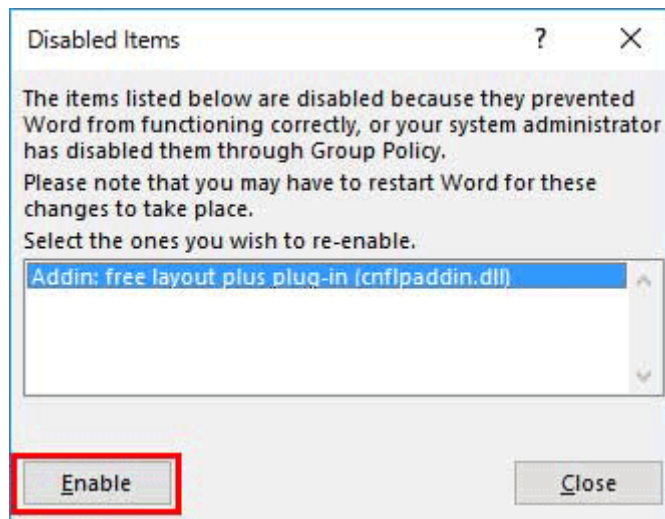 Disabled Items
?
The items listed below are disabled because they prevented
Word from functioning correctly, or your system administrator
has disabled them through Group Policy.
Please note that you may have to restart Word for these
changes to take place.
Select the ones you wish to re-enable.
Addin: free layout plus plug-in (cnflpaddin.dll)
Enable
Close